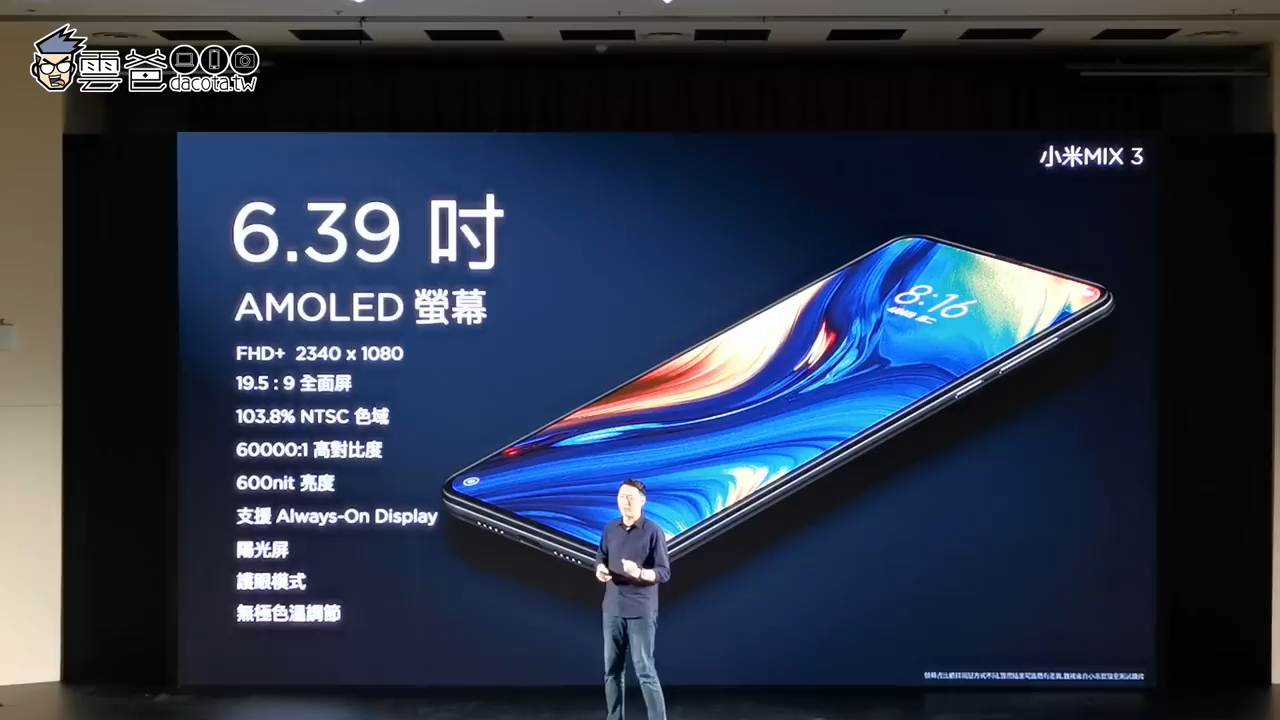 雲爸
dacota.tw
小米MIX 3
6.39 吋
AMOLED 螢幕
FHD+ 2340 x 1080
19.5 : 9 全面屏
103.8% NTSC 色域
60000:1 高對比度
600nit 亮度
支援 Always-On Display
陽光屏
護眼模式
無極色溫調節
8:16